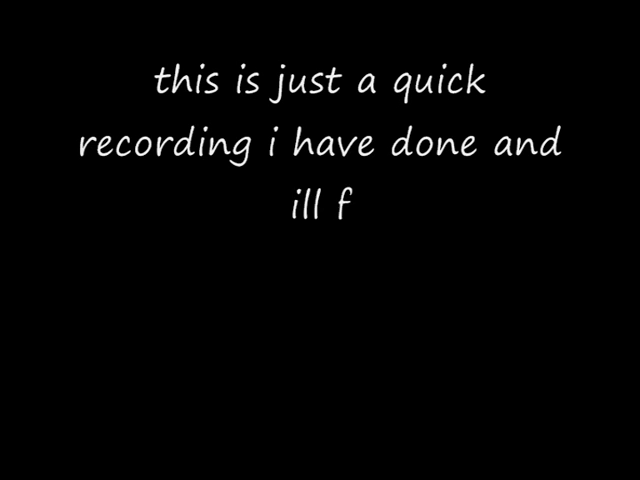 this is just a quick
recording i have done and
ill f